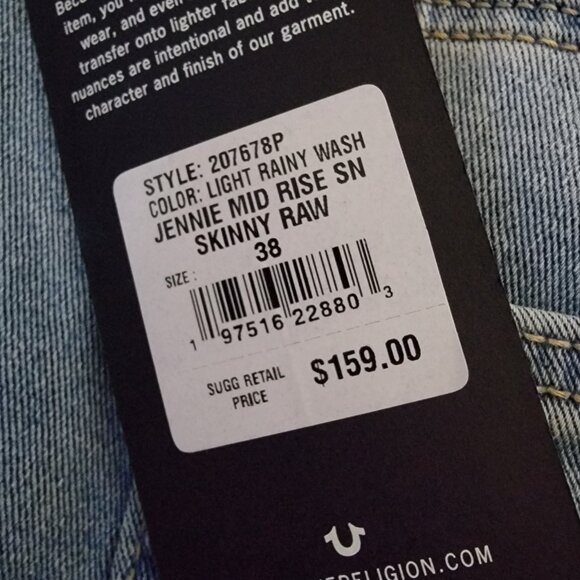 item, you
wear, and even
transfer onto lighter
nuances are intentional and add
character and finish of our garment.
STYLE: 207678P
COLOR: LIGHT RAINY WASH
JENNIE MID RISE SN
SKINNY RAW
SIZE: 38
1 97516 22880 3
SUGG RETAIL PRICE $159.00
RELIGION.COM